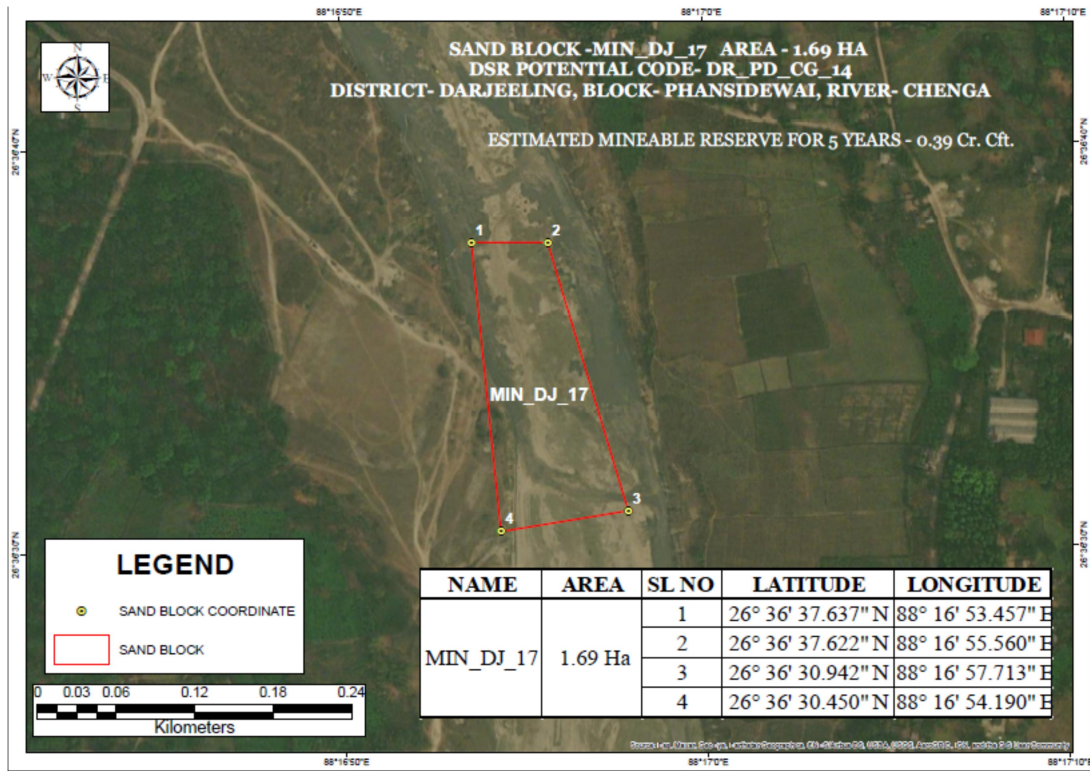 88°16'50"E 88°17'0"E 88°17'10"E
N
W E
SAND BLOCK -MIN_DJ_17 AREA - 1.69 HA
DSR POTENTIAL CODE- DR_PD_CG_14
DISTRICT- DARJEELING, BLOCK- PHANSIDEWAI, RIVER- CHENGA
ESTIMATED MINEABLE RESERVE FOR 5 YEARS - 0.39 Cr. Cft.
26°36'40"N 26°36'40"N
1 2
MIN_DJ_17
3
4
26°36'30"N 26°36'30"N
LEGEND
SAND BLOCK COORDINATE
SAND BLOCK
0 0.03 0.06 0.12 0.18 0.24
Kilometers
NAME AREA SL NO LATITUDE LONGITUDE
MIN_DJ_17 1.69 Ha
1 26° 36' 37.637" N 88° 16' 53.457" E
2 26° 36' 37.622" N 88° 16' 55.560" E
3 26° 36' 30.942" N 88° 16' 57.713" E
4 26° 36' 30.450" N 88° 16' 54.190" E
88°16'50"E 88°17'0"E 88°17'10"E